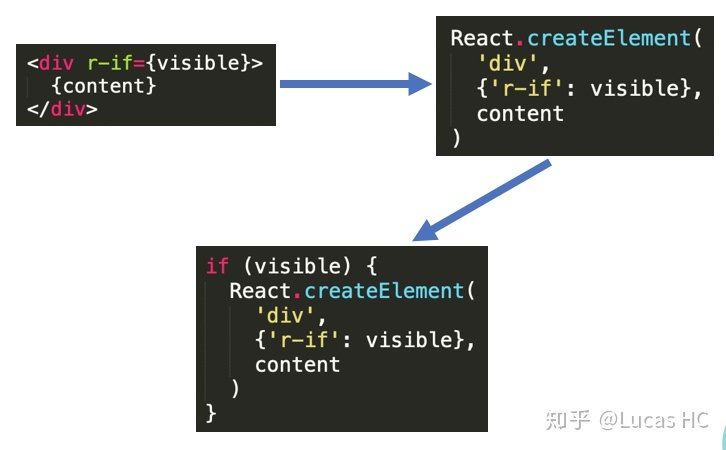 <div r-if={visible}>
  {content}
</div>
React.createElement(
  'div',
  {'r-if': visible},
  content
)
if (visible) {
  React.createElement(
    'div',
    {'r-if': visible},
    content
  )
}
知乎 @Lucas HC